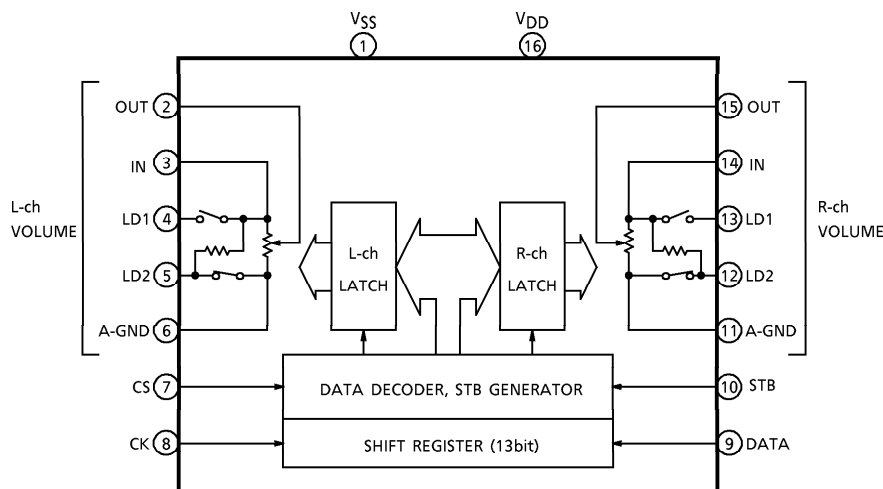 VSS
1
VDD
16
L-ch
VOLUME
OUT 2
IN 3
LD1 4
LD2 5
A-GND 6
CS 7
CK 8
L-ch
LATCH
R-ch
LATCH
DATA DECODER, STB GENERATOR
SHIFT REGISTER (13bit)
15 OUT
14 IN
13 LD1
12 LD2
11 A-GND
10 STB
9 DATA
R-ch
VOLUME